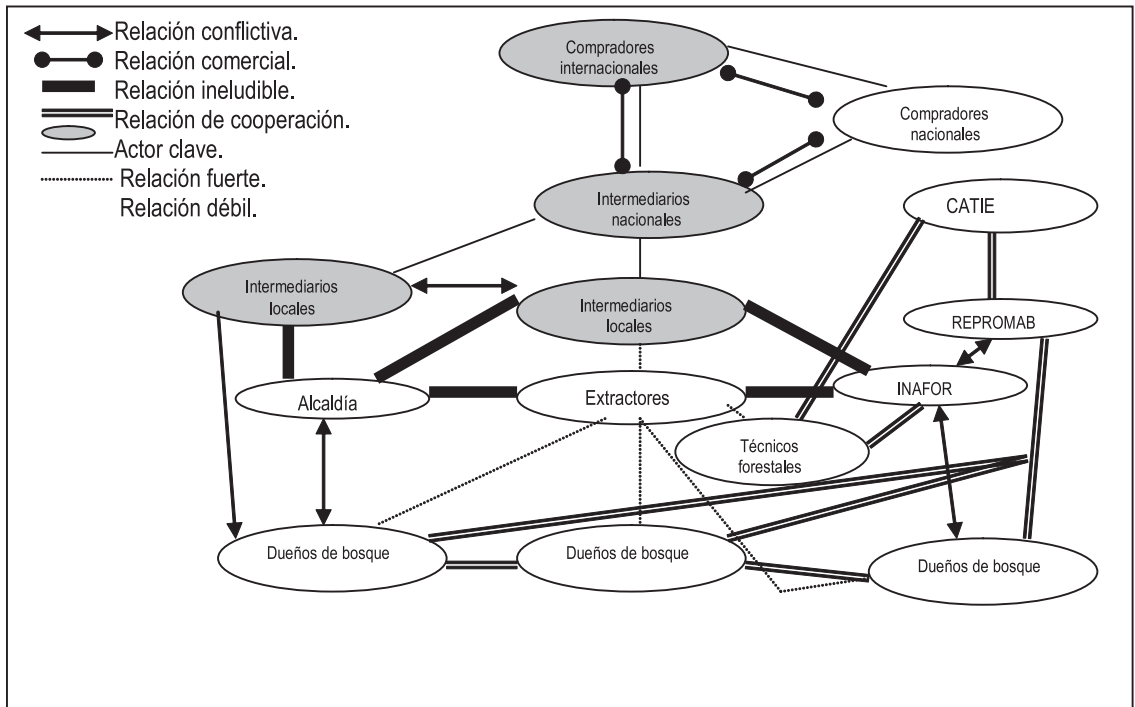 Relación conflictiva.
Relación comercial.
Relación ineludible.
Relación de cooperación.
Actor clave.
Relación fuerte.
Relación débil.
Compradores
internacionales
Compradores
nacionales
Intermediarios
nacionales
CATIE
Intermediarios
locales
Intermediarios
locales
REPROMAB
Alcaldía
Extractores
INAFOR
Técnicos
forestales
Dueños de bosque
Dueños de bosque
Dueños de bosque